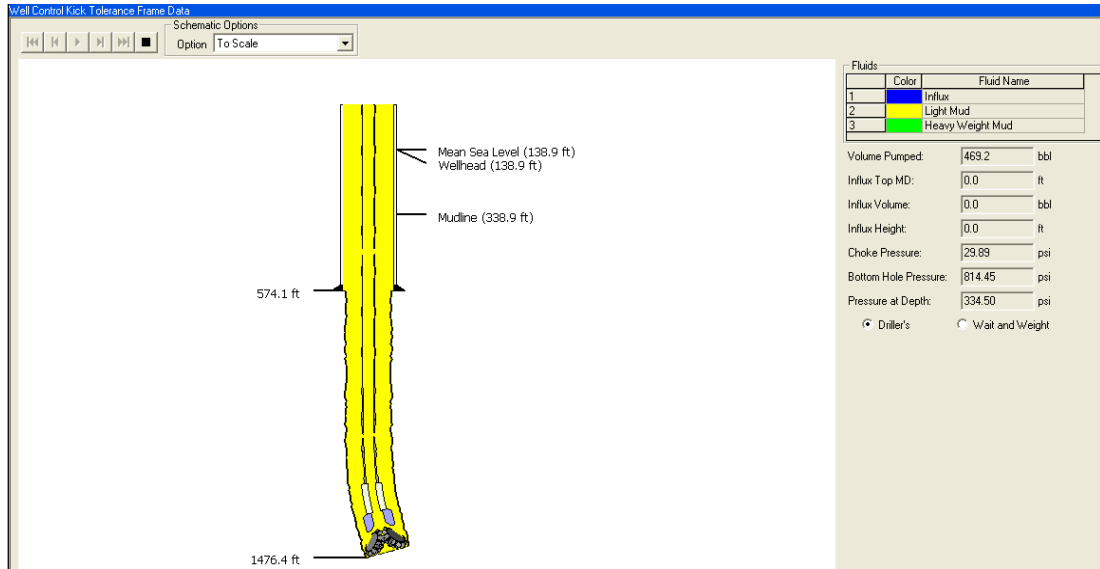 Well Control Kick Tolerance Frame Data
Schematic Options
Option To Scale
Mean Sea Level (138.9 ft)
Wellhead (138.9 ft)
Mudline (338.9 ft)
574.1 ft
1476.4 ft
Fluids
Color Fluid Name
1 Influx
2 Light Mud
3 Heavy Weight Mud
Volume Pumped: 469.2 bbl
Influx Top MD: 0.0 ft
Influx Volume: 0.0 bbl
Influx Height: 0.0 ft
Choke Pressure: 29.89 psi
Bottom Hole Pressure: 814.45 psi
Pressure at Depth: 334.50 psi
Driller's Wait and Weight